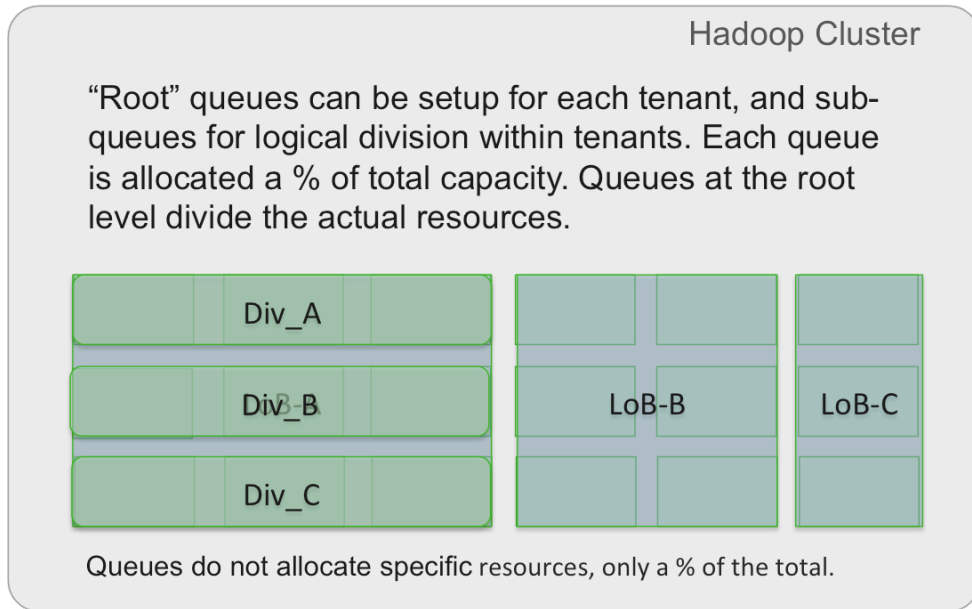 Hadoop Cluster
“Root” queues can be setup for each tenant, and sub-
queues for logical division within tenants. Each queue
is allocated a % of total capacity. Queues at the root
level divide the actual resources.
Div_A
Div_B
LoB-A
LoB-B
LoB-C
Div_C
Queues do not allocate specific resources, only a % of the total.